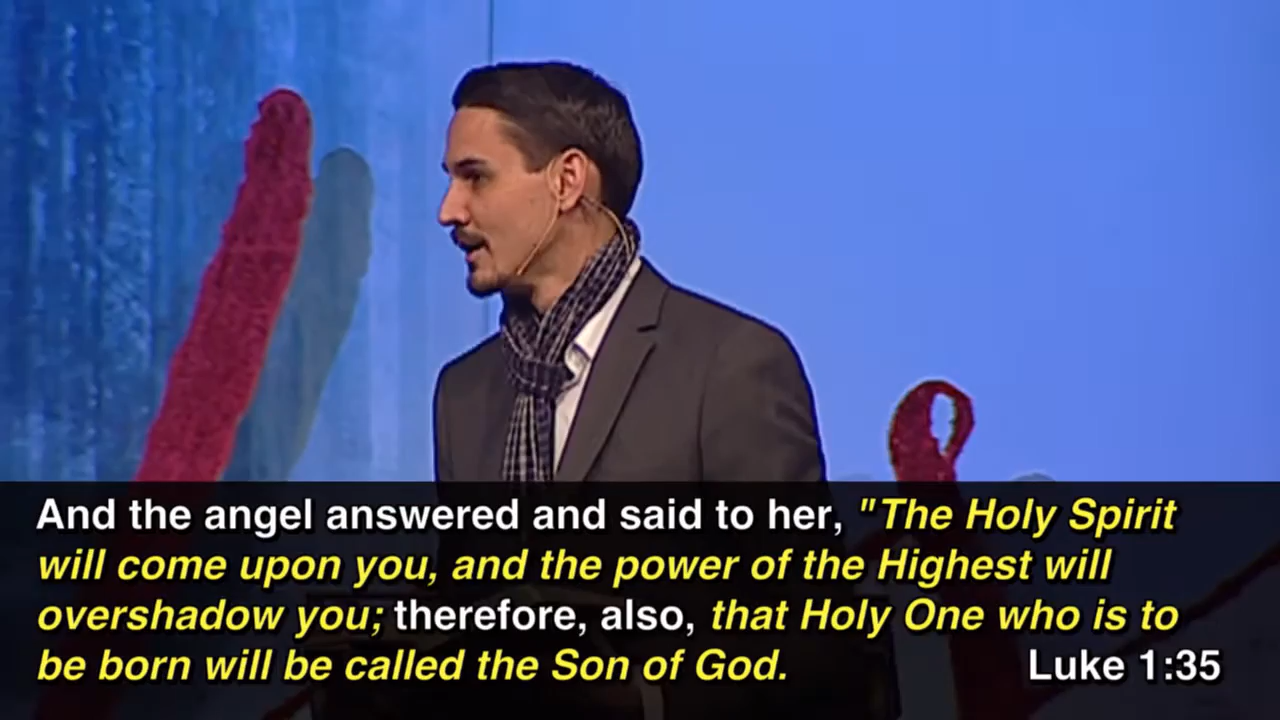 And the angel answered and said to her, "The Holy Spirit
will come upon you, and the power of the Highest will
overshadow you; therefore, also, that Holy One who is to
be born will be called the Son of God. Luke 1:35